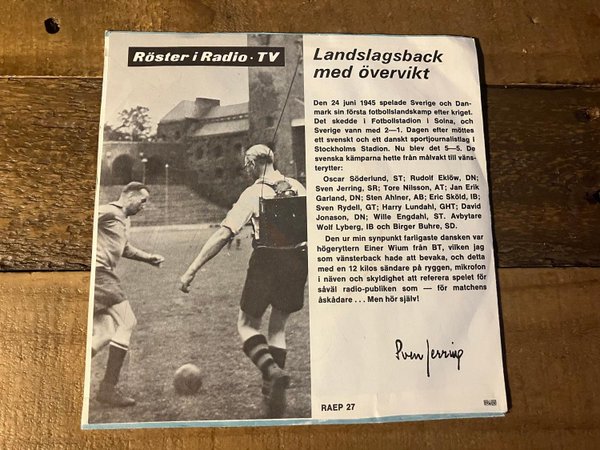 Röster i Radio · TV
Landslagsback
med övervikt
Den 24 juni 1945 spelade Sverige och Dan-
mark sin första fotbollslandskamp efter kriget.
Det skedde i Fotbollstadion i Solna, och
Sverige vann med 2—1. Dagen efter möttes
ett svenskt och ett danskt sportjournalistlag i
Stockholms Stadion. Nu blev det 5—5. De
svenska kämparna hette från målvakt till väns-
terytter:
Oscar Söderlund, ST; Rudolf Eklöw, DN;
Sven Jerring, SR; Tore Nilsson, AT; Jan Erik
Garland, DN; Sten Ahlner, AB; Eric Sköld, IB;
Sven Rydell, GT; Harry Lundahl, GHT; David
Jonason, DN; Wille Engdahl, ST. Avbytare
Wolf Lyberg, IB och Birger Buhre, SD.
Den ur min synpunkt farligaste dansken var
högeryttern Einer Wium från BT, vilken jag
som vänsterback hade att bevaka, och detta
med en 12 kilos sändare på ryggen, mikrofon
i näven och skyldighet att referera spelet för
såväl radio-publiken som — för matchens
åskådare . . . Men hör själv!
Sven Jerring
RAEP 27